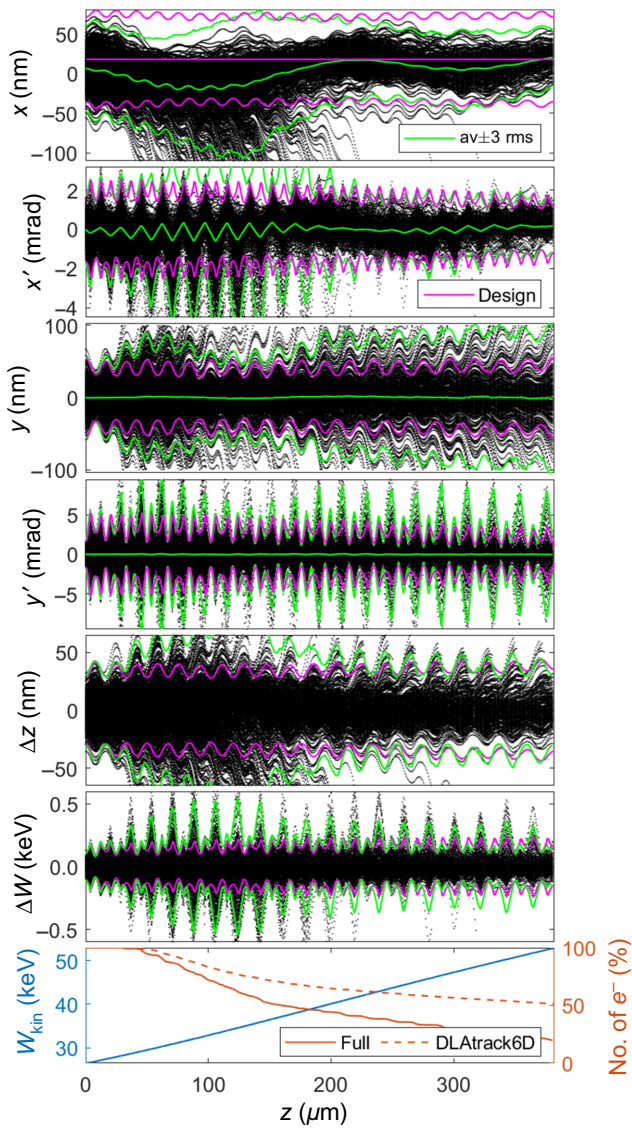 50
0
−50
−100
x (nm)
av±3 rms
2
0
−2
−4
x′ (mrad)
Design
100
0
−100
y (nm)
5
0
−5
y′ (mrad)
50
0
−50
Δz (nm)
0.5
0.0
−0.5
ΔW (keV)
50
40
30
Wkin (keV)
100
50
0
No. of e− (%)
Full
DLAtrack6D
0 100 200 300
z (µm)